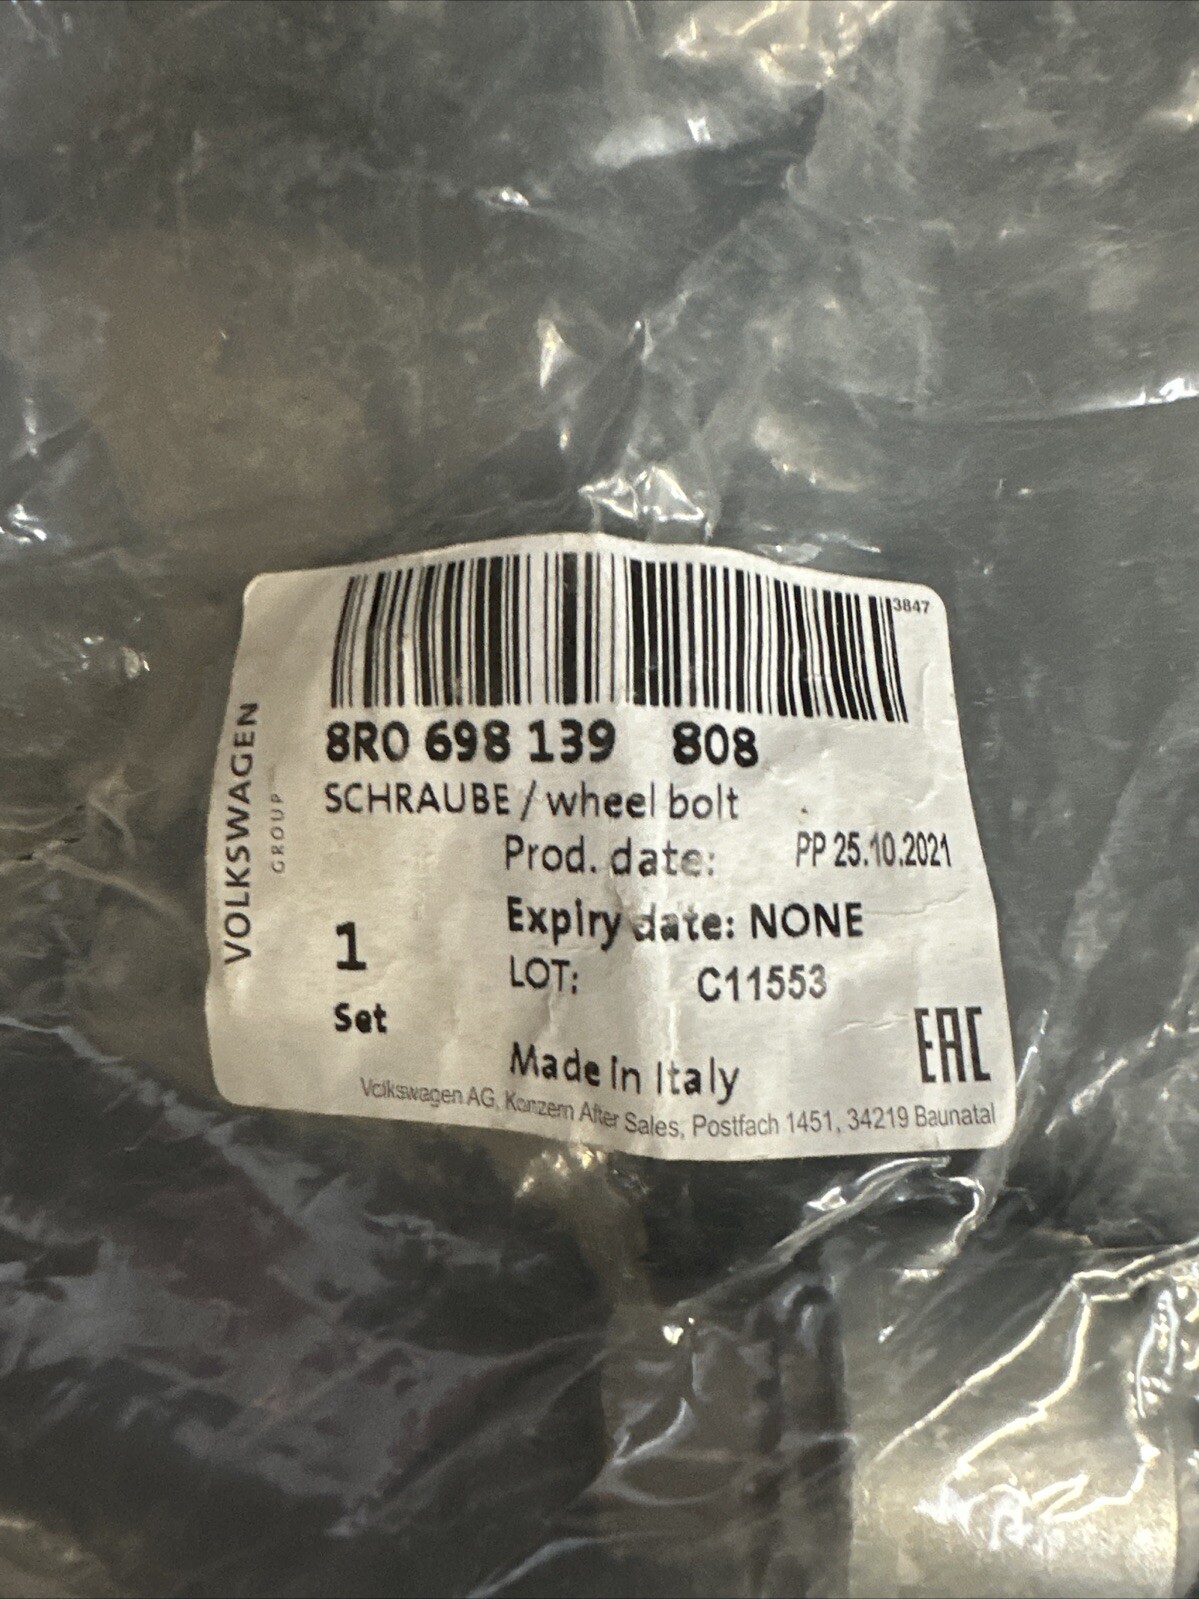 3847
8R0 698 139 808
SCHRAUBE / wheel bolt
Prod. date: PP 25.10.2021
Expiry date: NONE
1
LOT: C11553
Set
EAC
Made in Italy
Volkswagen AG, Konzern After Sales, Postfach 1451, 34219 Baunatal
VOLKSWAGEN
GROUP